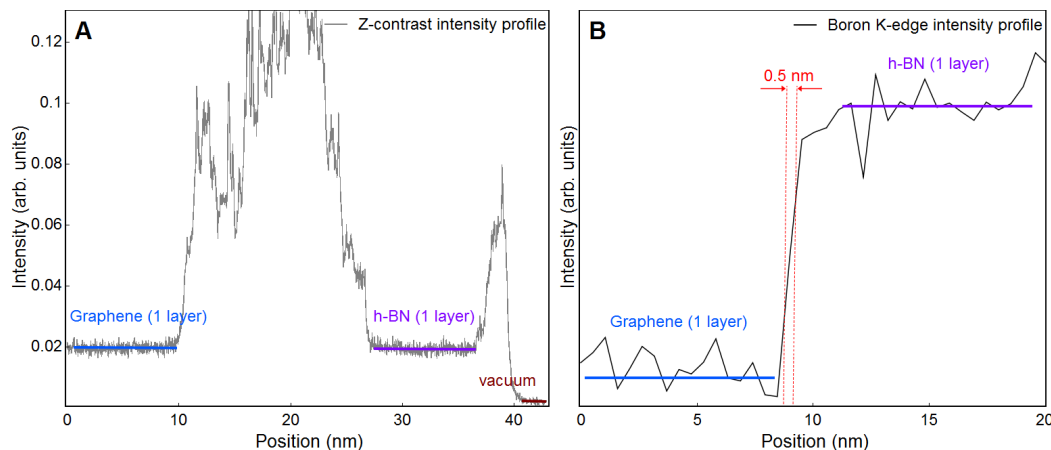 A
Z-contrast intensity profile
Intensity (arb. units)
0.12
0.1
0.08
0.06
0.04
0.02
Graphene (1 layer)
h-BN (1 layer)
vacuum
0
10
20
30
40
Position (nm)
B
Boron K-edge intensity profile
Intensity (arb. units)
0.5 nm
h-BN (1 layer)
Graphene (1 layer)
0
5
10
15
20
Position (nm)